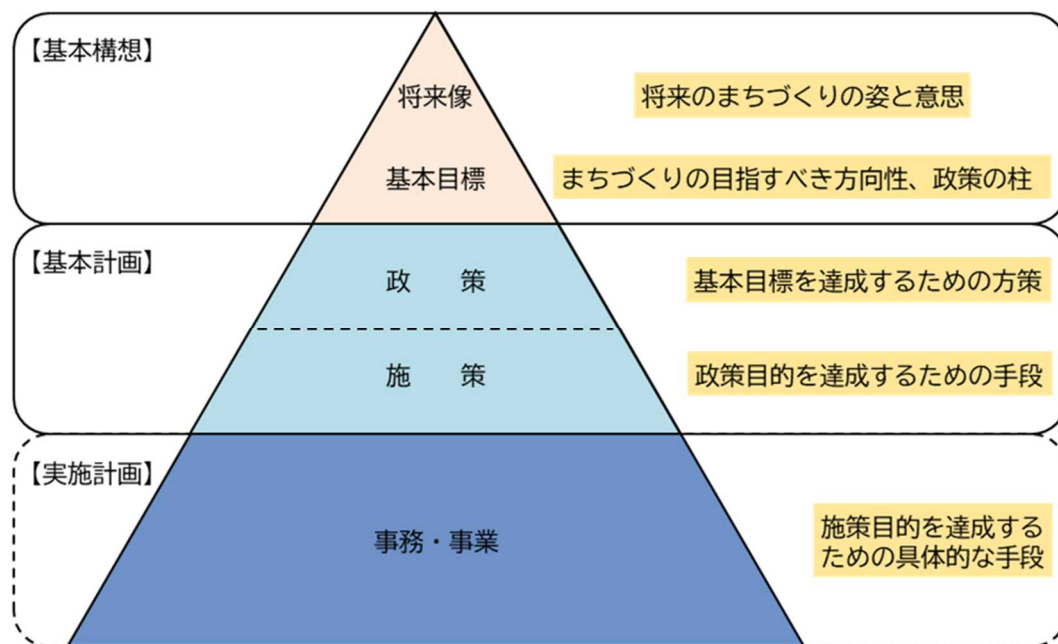 【基本構想】
将来像
将来のまちづくりの姿と意思
基本目標
まちづくりの目指すべき方向性、政策の柱
【基本計画】
政　策
基本目標を達成するための方策
施　策
政策目的を達成するための手段
【実施計画】
事務・事業
施策目的を達成する
ための具体的な手段